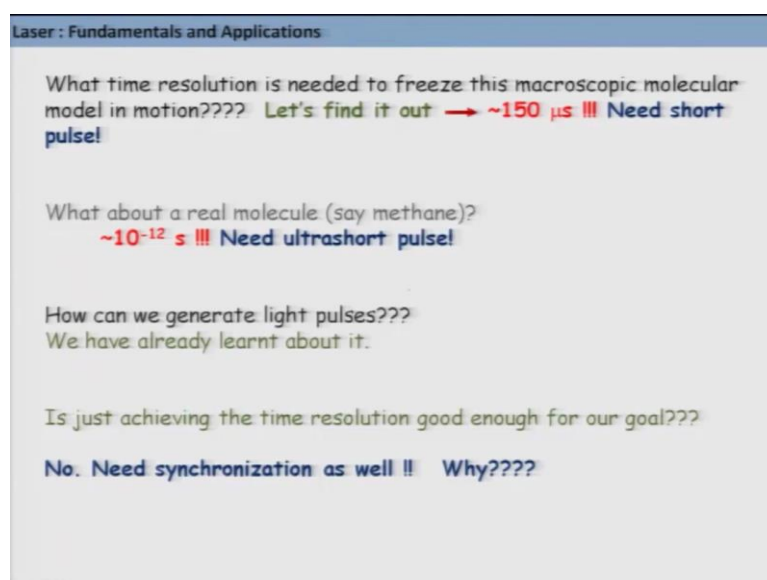 Laser : Fundamentals and Applications
What time resolution is needed to freeze this macroscopic molecular
model in motion???? Let's find it out → ~150 μs !!! Need short
pulse!
What about a real molecule (say methane)?
~10⁻¹² s !!! Need ultrashort pulse!
How can we generate light pulses???
We have already learnt about it.
Is just achieving the time resolution good enough for our goal???
No. Need synchronization as well !! Why????